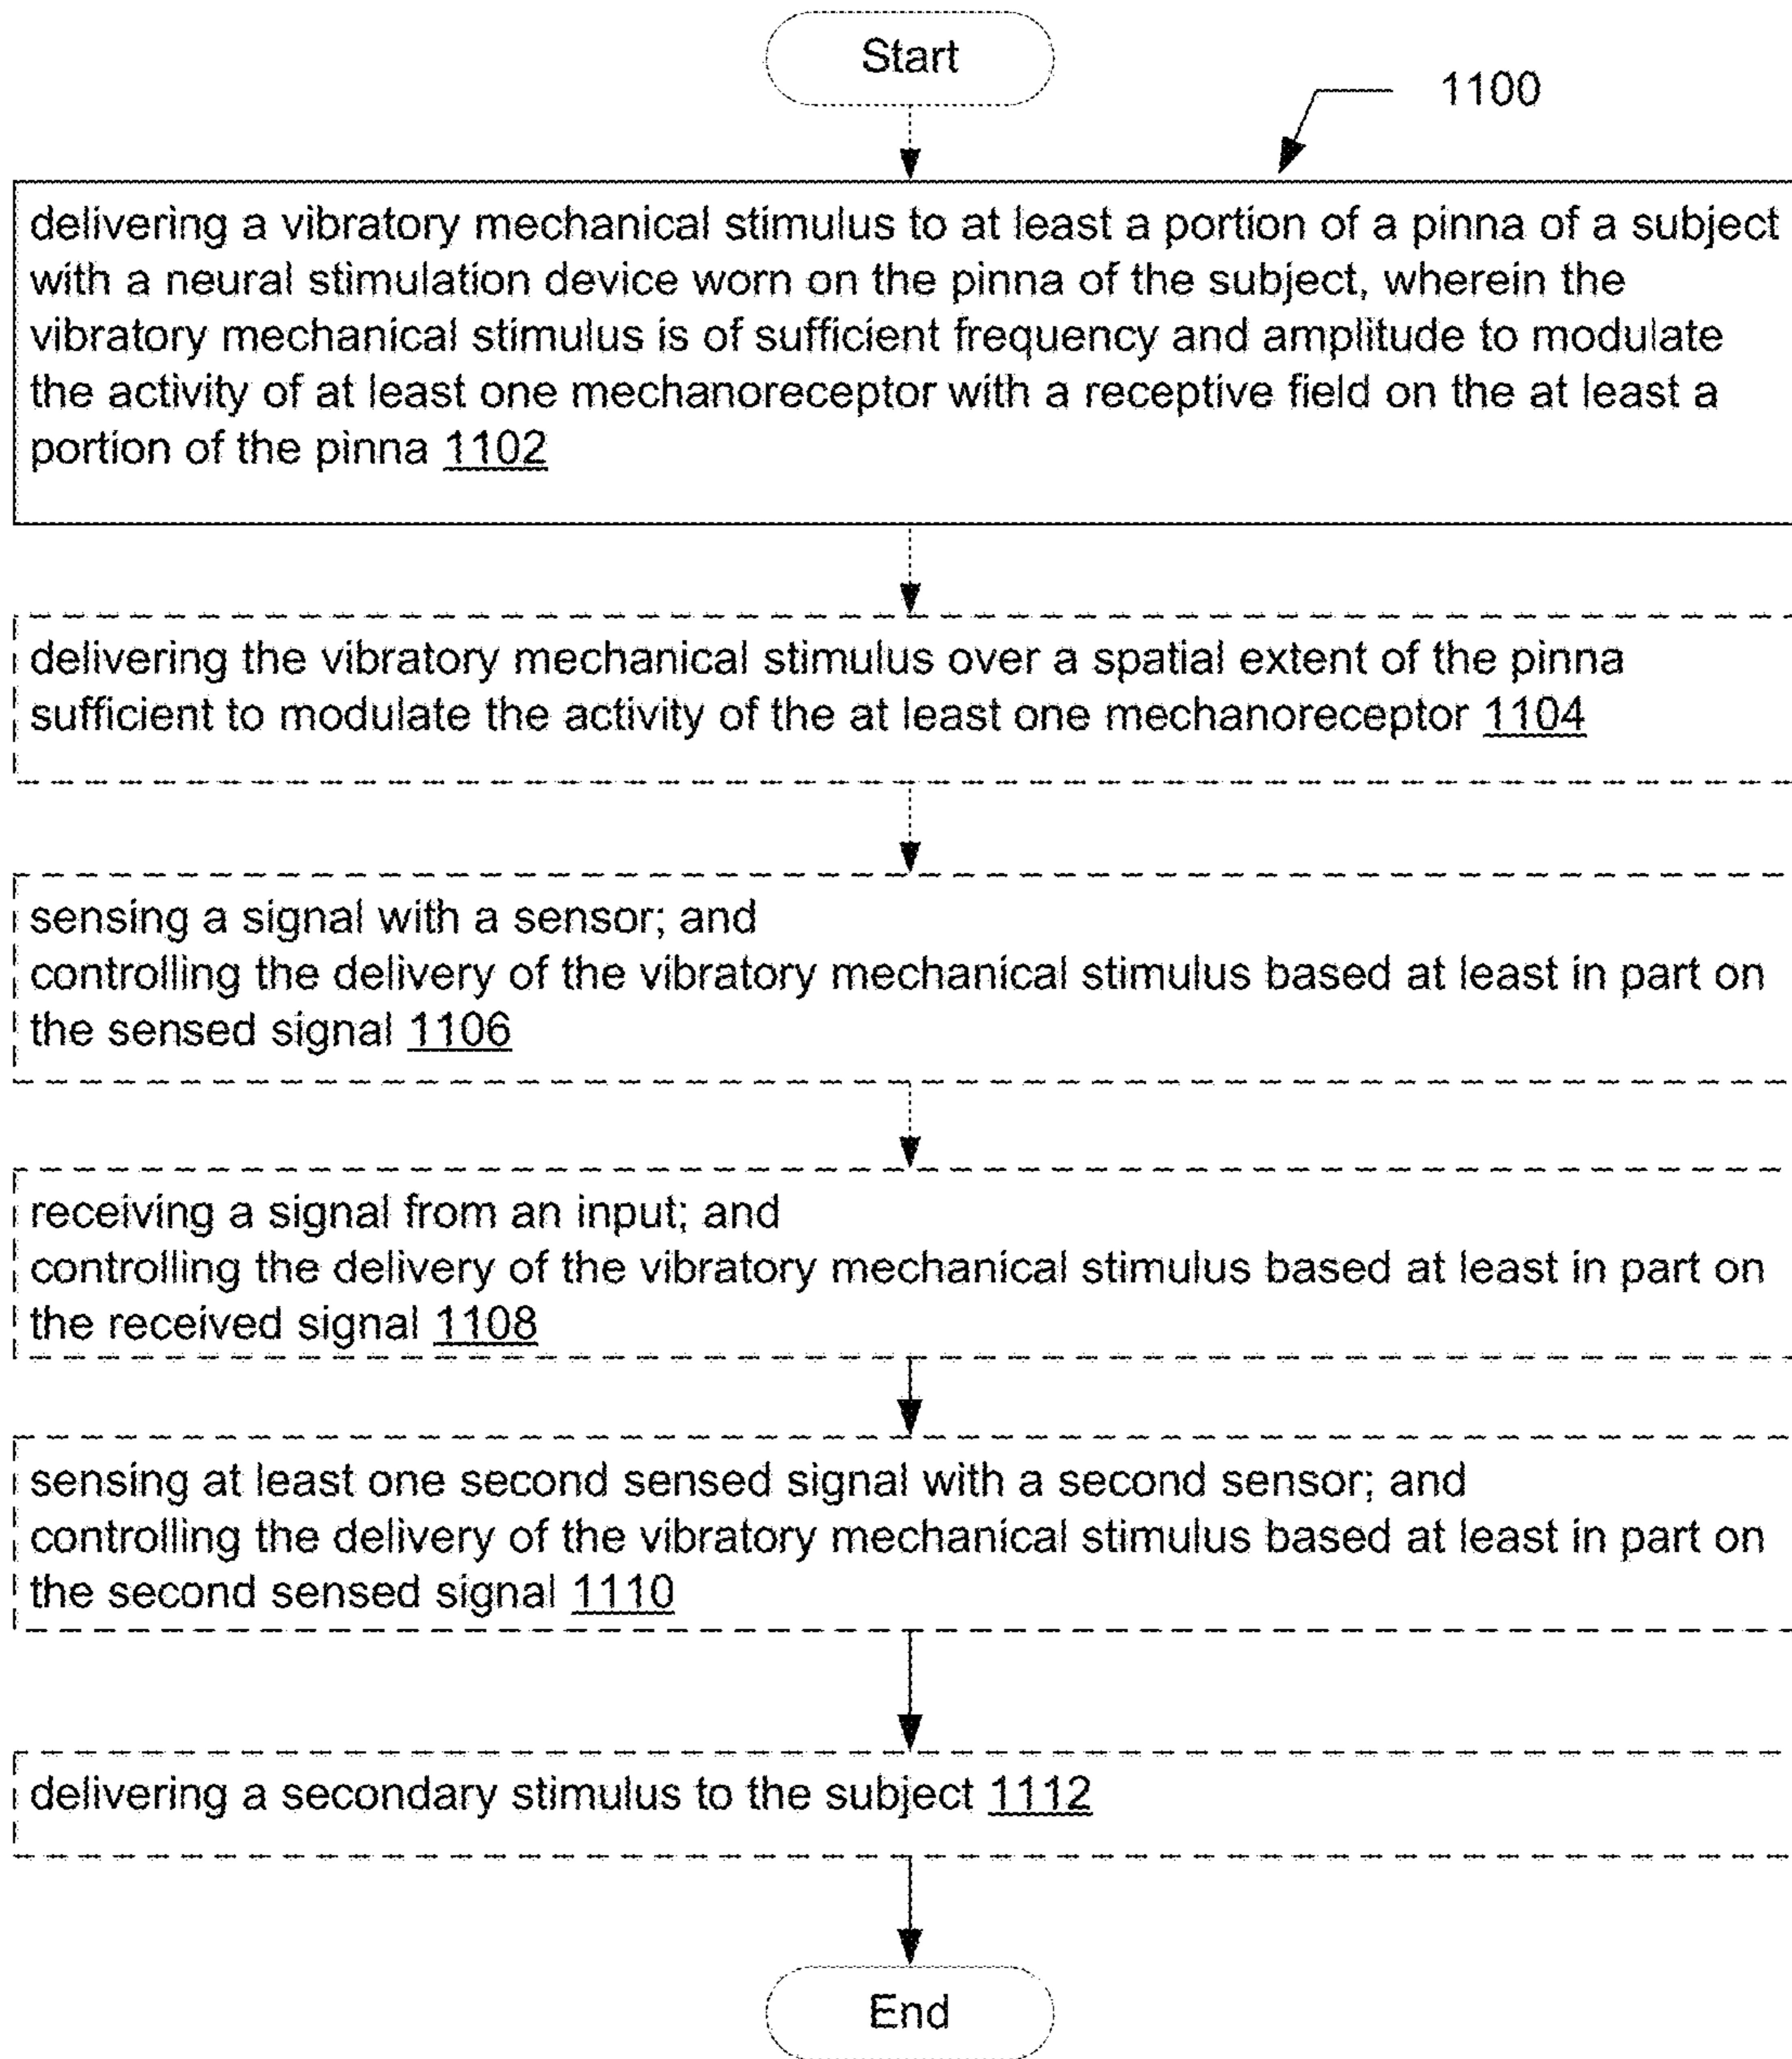 Start
1100
delivering a vibratory mechanical stimulus to at least a portion of a pinna of a subject
with a neural stimulation device worn on the pinna of the subject, wherein the
vibratory mechanical stimulus is of sufficient frequency and amplitude to modulate
the activity of at least one mechanoreceptor with a receptive field on the at least a
portion of the pinna 1102
delivering the vibratory mechanical stimulus over a spatial extent of the pinna
sufficient to modulate the activity of the at least one mechanoreceptor 1104
sensing a signal with a sensor; and
controlling the delivery of the vibratory mechanical stimulus based at least in part on
the sensed signal 1106
receiving a signal from an input; and
controlling the delivery of the vibratory mechanical stimulus based at least in part on
the received signal 1108
sensing at least one second sensed signal with a second sensor; and
controlling the delivery of the vibratory mechanical stimulus based at least in part on
the second sensed signal 1110
delivering a secondary stimulus to the subject 1112
End